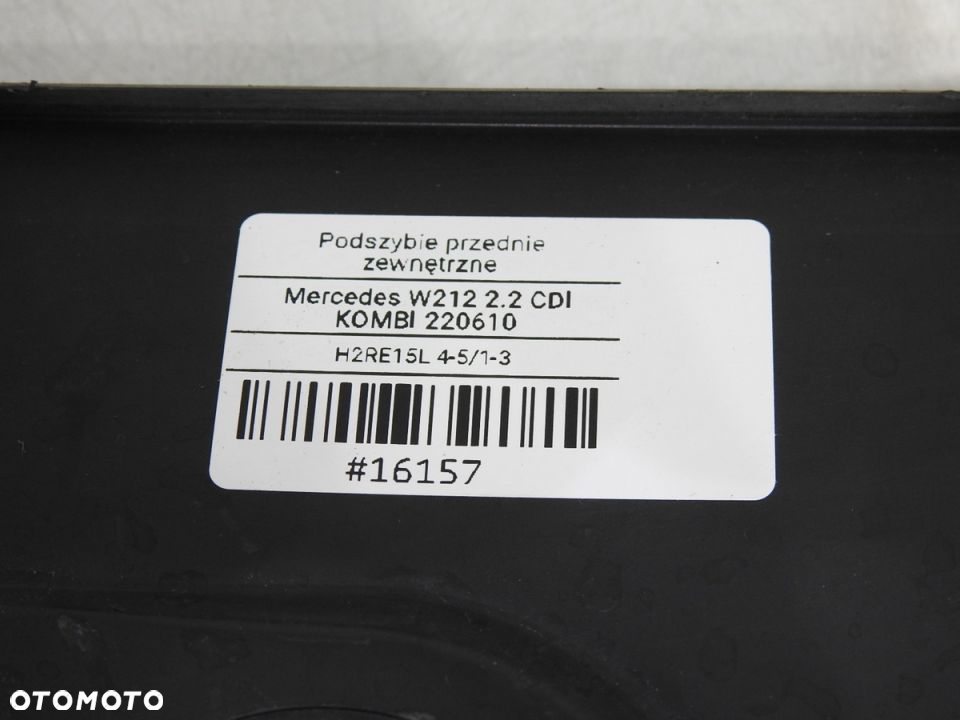 Podszybie przednie
zewnętrzne
Mercedes W212 2.2 CDI
KOMBI 220610
H2RE15L 4-5/1-3
#16157
OTOMOTO